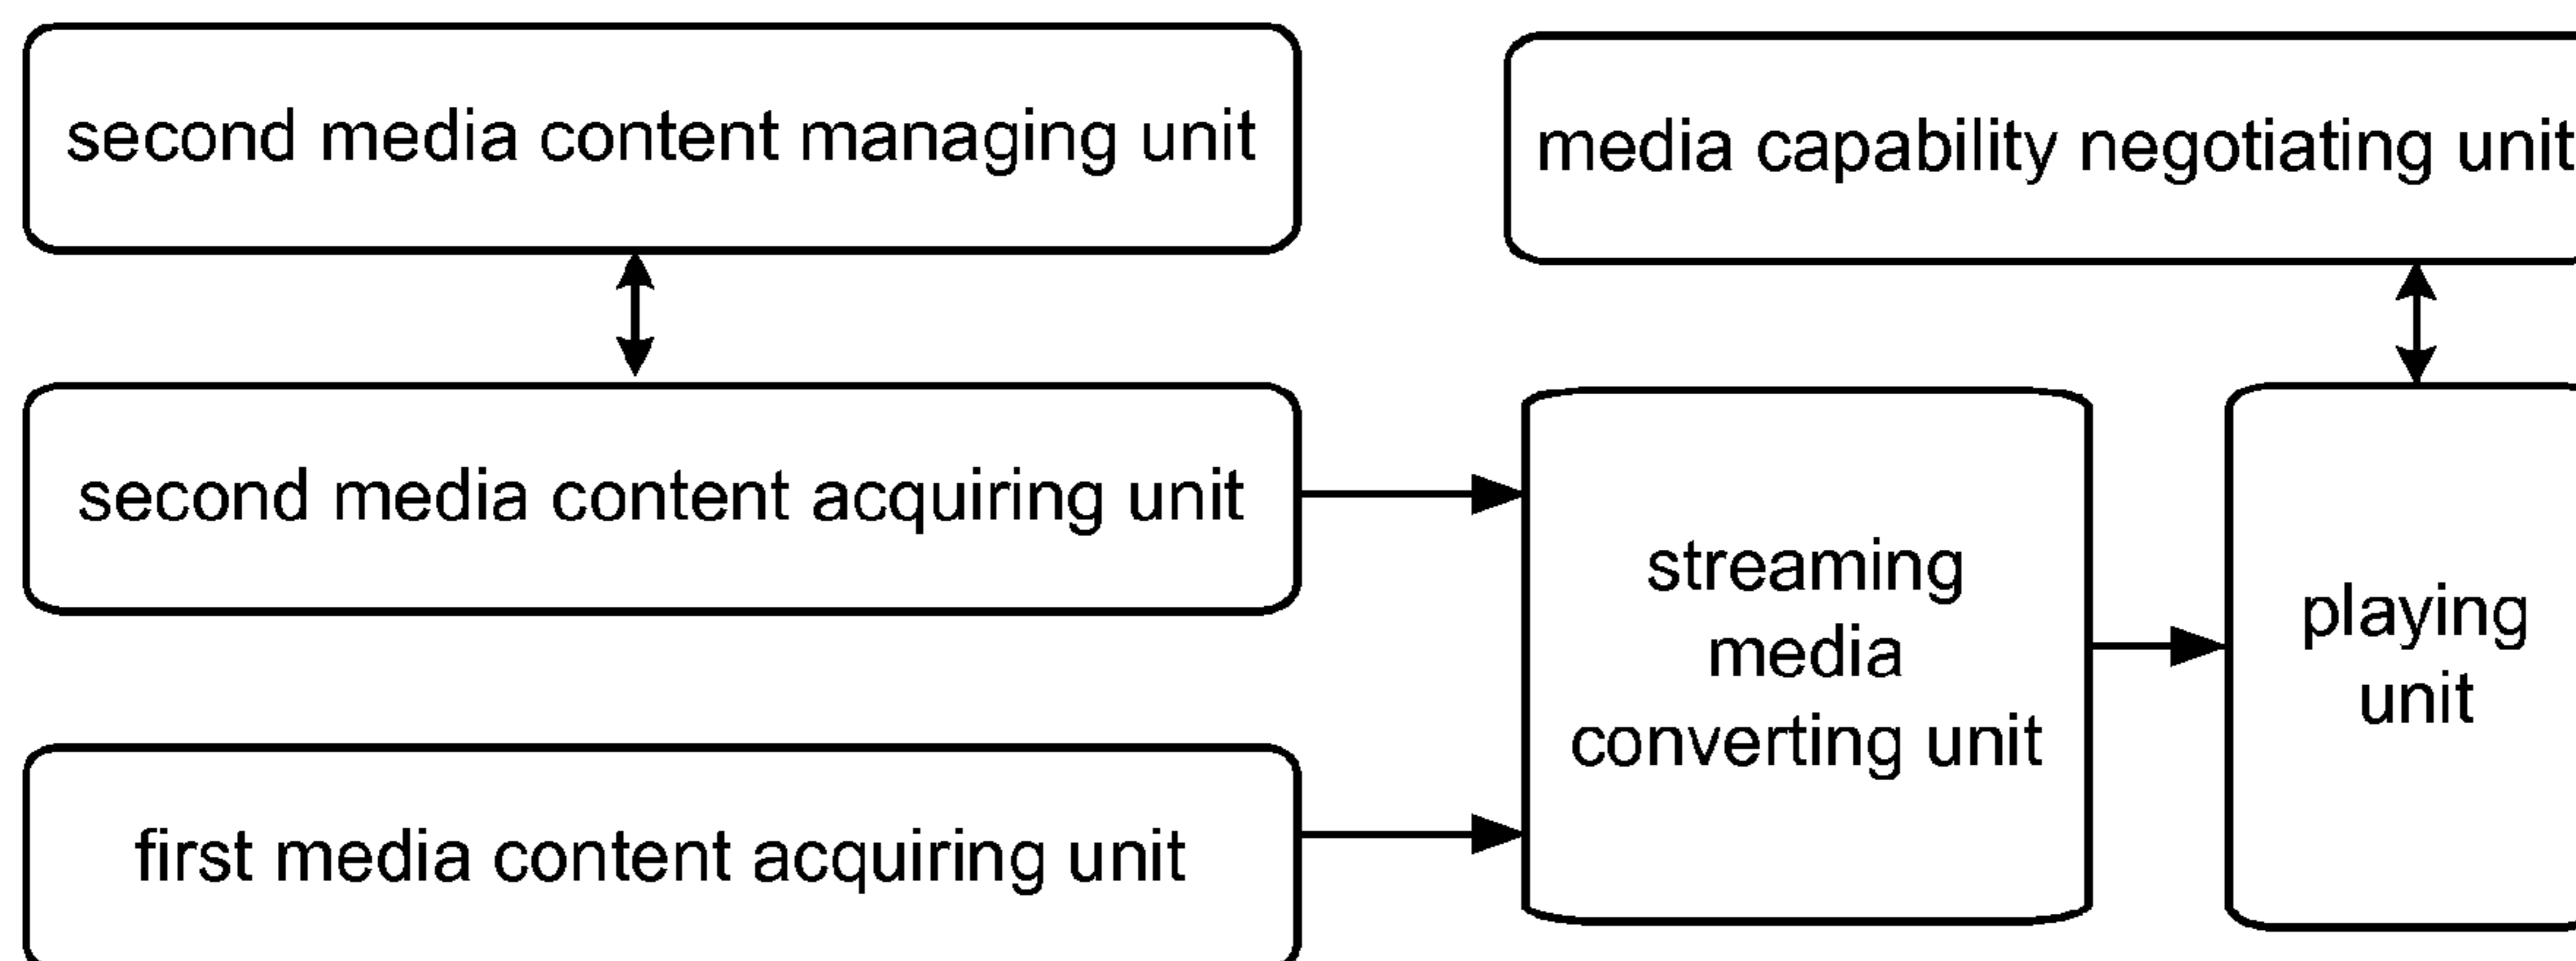 second media content managing unit
media capability negotiating unit
second media content acquiring unit
streaming
media
converting unit
playing
unit
first media content acquiring unit